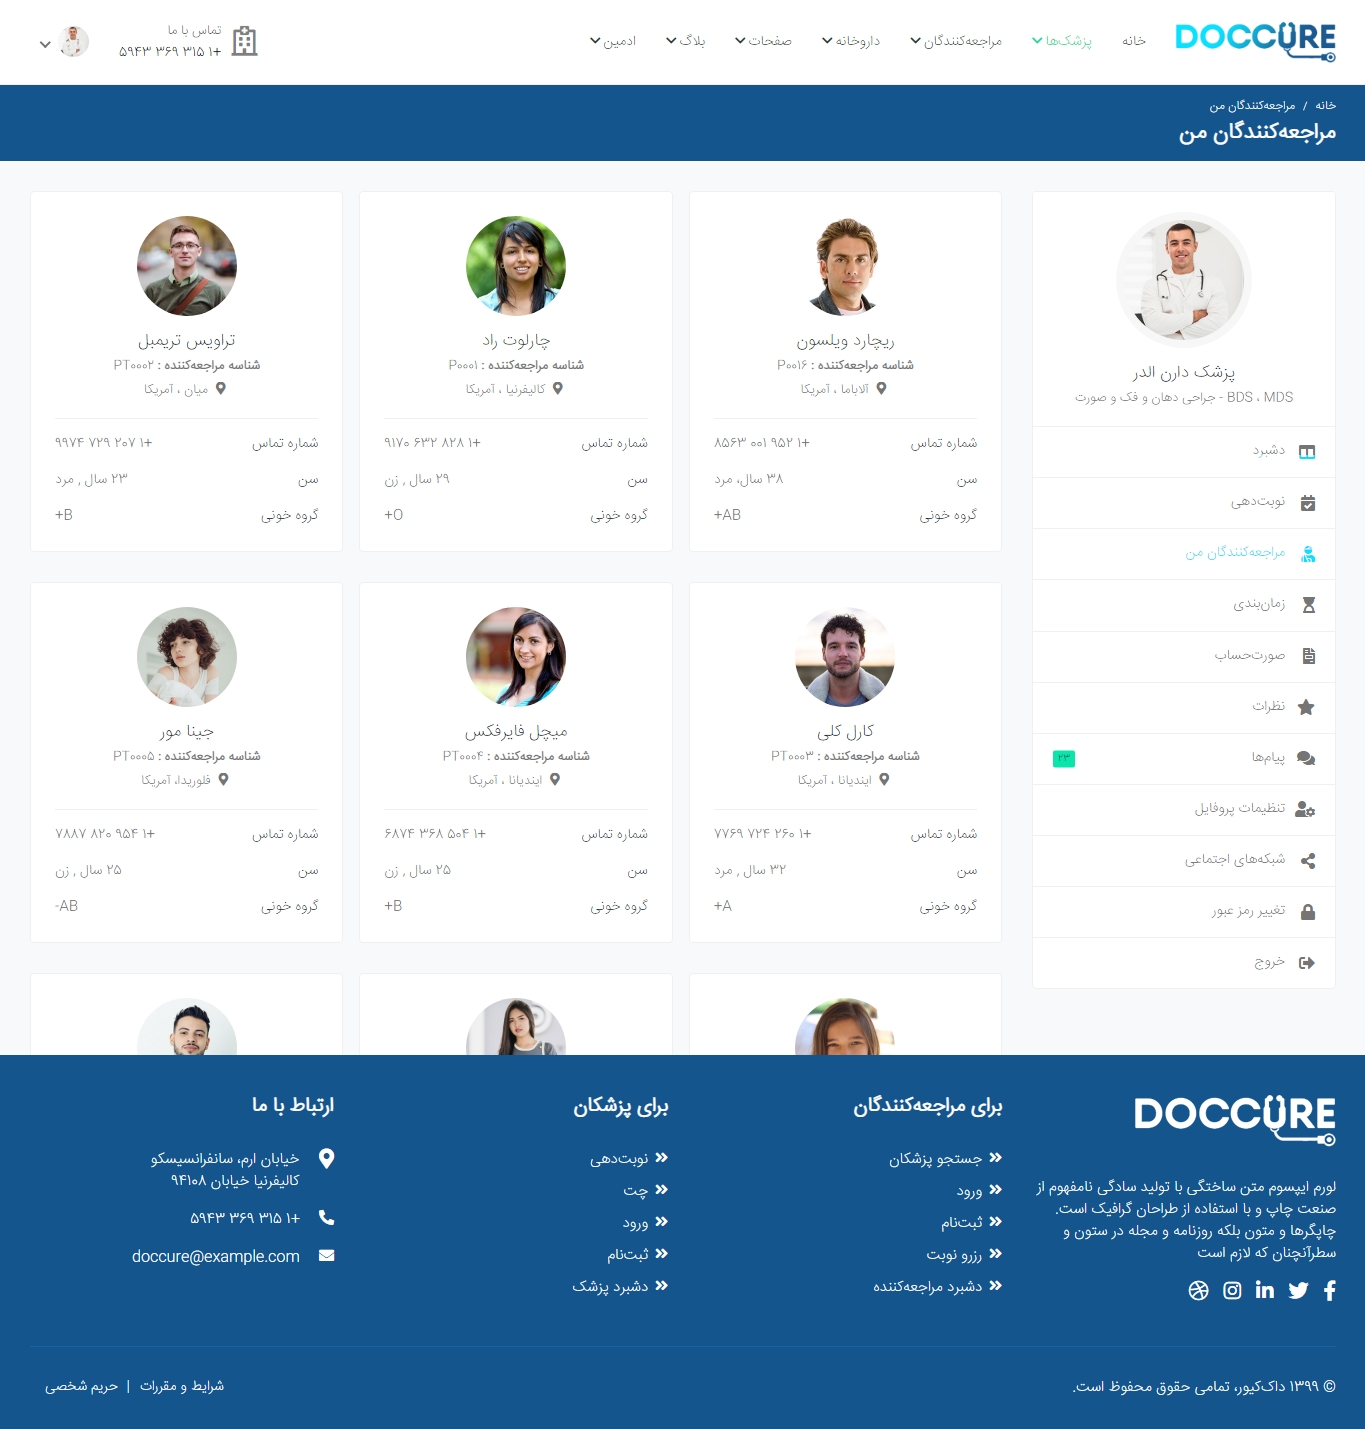 DOCCURE
خانه
پزشک‌ها
مراجعه‌کنندگان
داروخانه
صفحات
بلاگ
ادمین
تماس با ما
+۱ ۳۱۵ ۳۶۹ ۵۹۴۳
خانه / مراجعه‌کنندگان من
مراجعه‌کنندگان من
پزشک دارن الدر
BDS ، MDS - جراحی دهان و فک و صورت
دشبرد
نوبت‌دهی
مراجعه‌کنندگان من
زمان‌بندی
صورت‌حساب
نظرات
پیام‌ها ۲۳
تنظیمات پروفایل
شبکه‌های اجتماعی
تغییر رمز عبور
خروج
ریچارد ویلسون
شناسه مراجعه‌کننده : P۰۰۱۶
آلاباما ، آمریکا
شماره تماس +۱ ۹۵۲ ۰۰۱ ۸۵۶۳
سن ۳۸ سال، مرد
گروه خونی AB+
چارلوت راد
شناسه مراجعه‌کننده : P۰۰۰۱
کالیفرنیا ، آمریکا
شماره تماس +۱ ۸۲۸ ۶۳۲ ۹۱۷۰
سن ۲۹ سال , زن
گروه خونی O+
تراویس تریمبل
شناسه مراجعه‌کننده : PT۰۰۰۲
میان ، آمریکا
شماره تماس +۱ ۲۰۷ ۷۲۹ ۹۹۷۴
سن ۲۳ سال , مرد
گروه خونی B+
کارل کلی
شناسه مراجعه‌کننده : PT۰۰۰۳
ایندیانا ، آمریکا
شماره تماس +۱ ۲۶۰ ۷۲۴ ۷۷۶۹
سن ۳۲ سال , مرد
گروه خونی A+
میچل فایرفکس
شناسه مراجعه‌کننده : PT۰۰۰۴
ایندیانا ، آمریکا
شماره تماس +۱ ۵۰۴ ۳۶۸ ۶۸۷۴
سن ۲۵ سال , زن
گروه خونی B+
جینا مور
شناسه مراجعه‌کننده : PT۰۰۰۵
فلوریدا، آمریکا
شماره تماس +۱ ۹۵۴ ۸۲۰ ۷۸۸۷
سن ۲۵ سال , زن
گروه خونی AB-
DOCCURE
لورم ایپسوم متن ساختگی با تولید سادگی نامفهوم از
صنعت چاپ و با استفاده از طراحان گرافیک است.
چاپگرها و متون بلکه روزنامه و مجله در ستون و
سطرآنچنان که لازم است
برای مراجعه‌کنندگان
جستجو پزشکان
ورود
ثبت‌نام
رزرو نوبت
دشبرد مراجعه‌کننده
برای پزشکان
نوبت‌دهی
چت
ورود
ثبت‌نام
دشبرد پزشک
ارتباط با ما
خیابان ارم، سانفرانسیسکو
کالیفرنیا خیابان ۹۴۱۰۸
+۱ ۳۱۵ ۳۶۹ ۵۹۴۳
doccure@example.com
© ۱۳۹۹ داک‌کیور، تمامی حقوق محفوظ است.
شرایط و مقررات | حریم شخصی